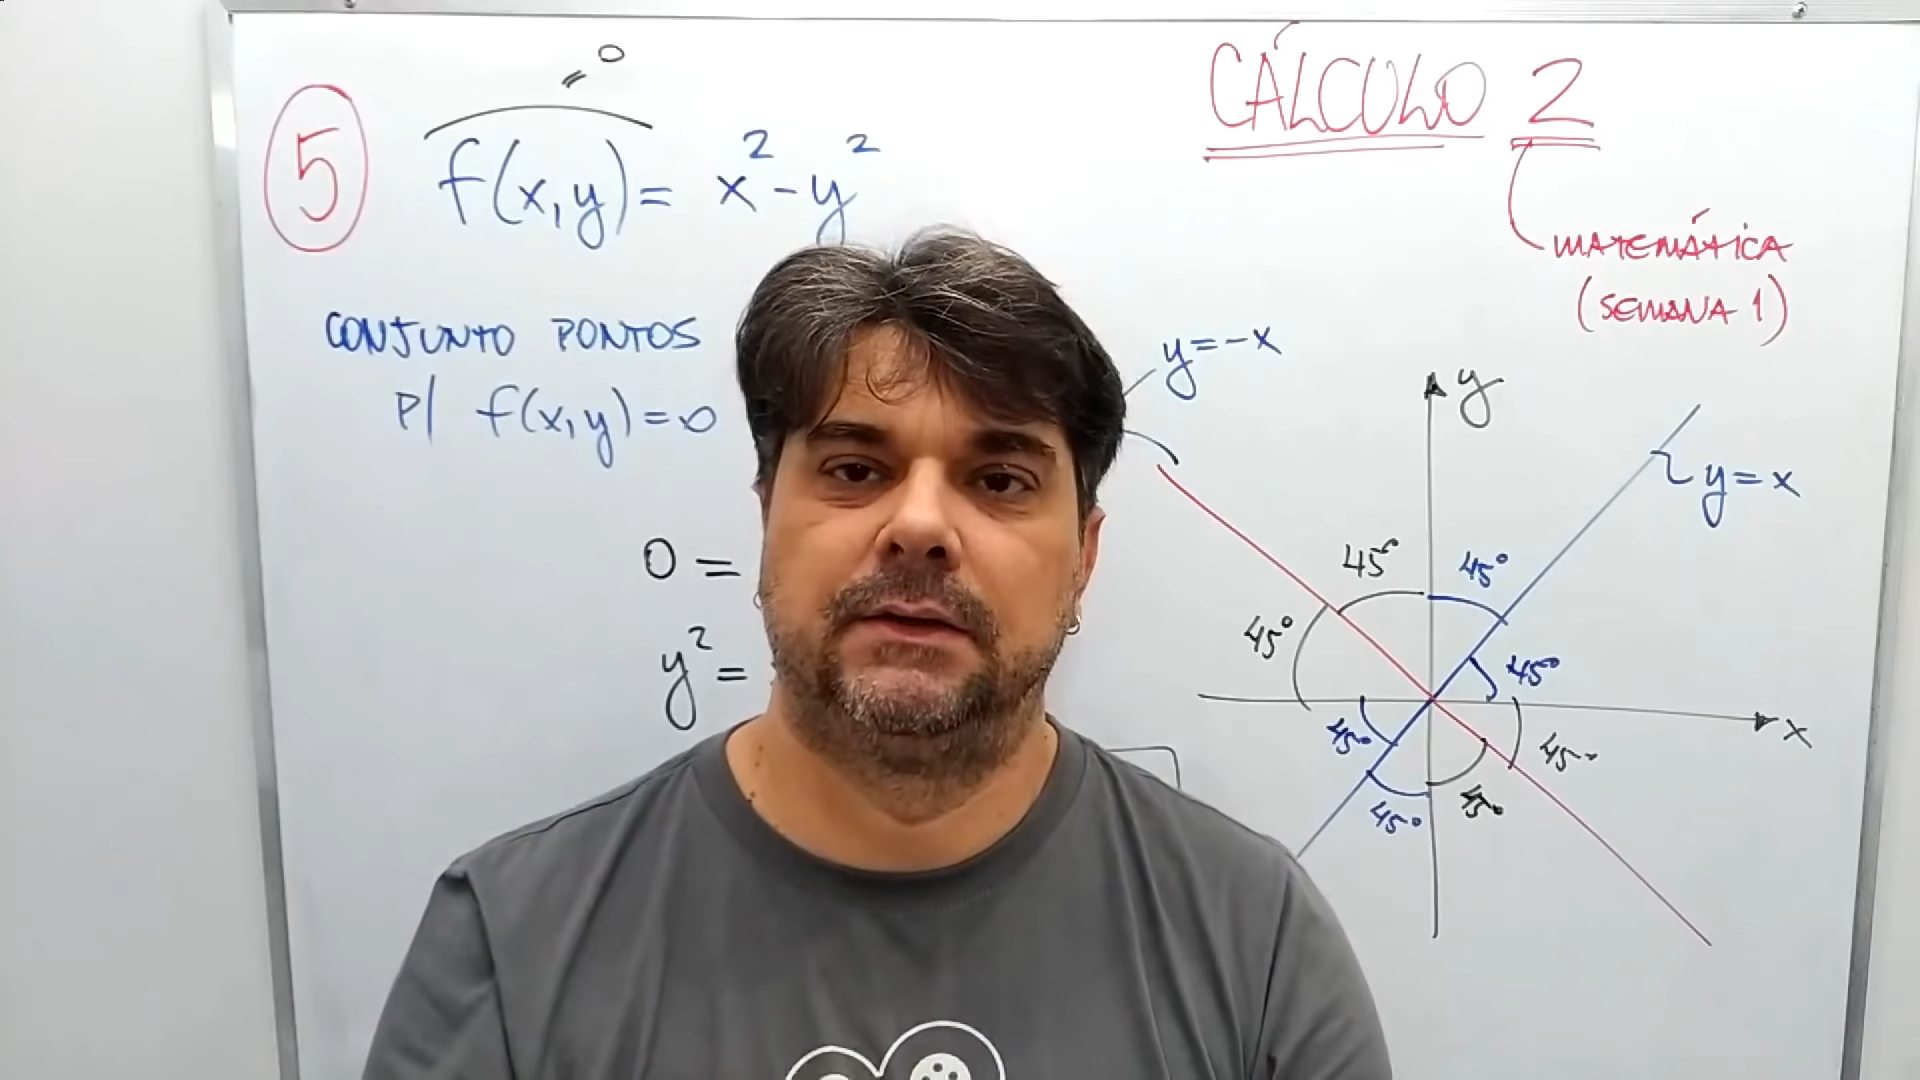 = 0
5
f(x,y) = x² - y²
CONJUNTO PONTOS
P/ f(x,y) = 0
0 =
y² =
CÁLCULO 2
MATEMÁTICA
(SEMANA 1)
y = -x
y
y = x
45°
45°
45°
45°
45°
45°
45°
45°
x